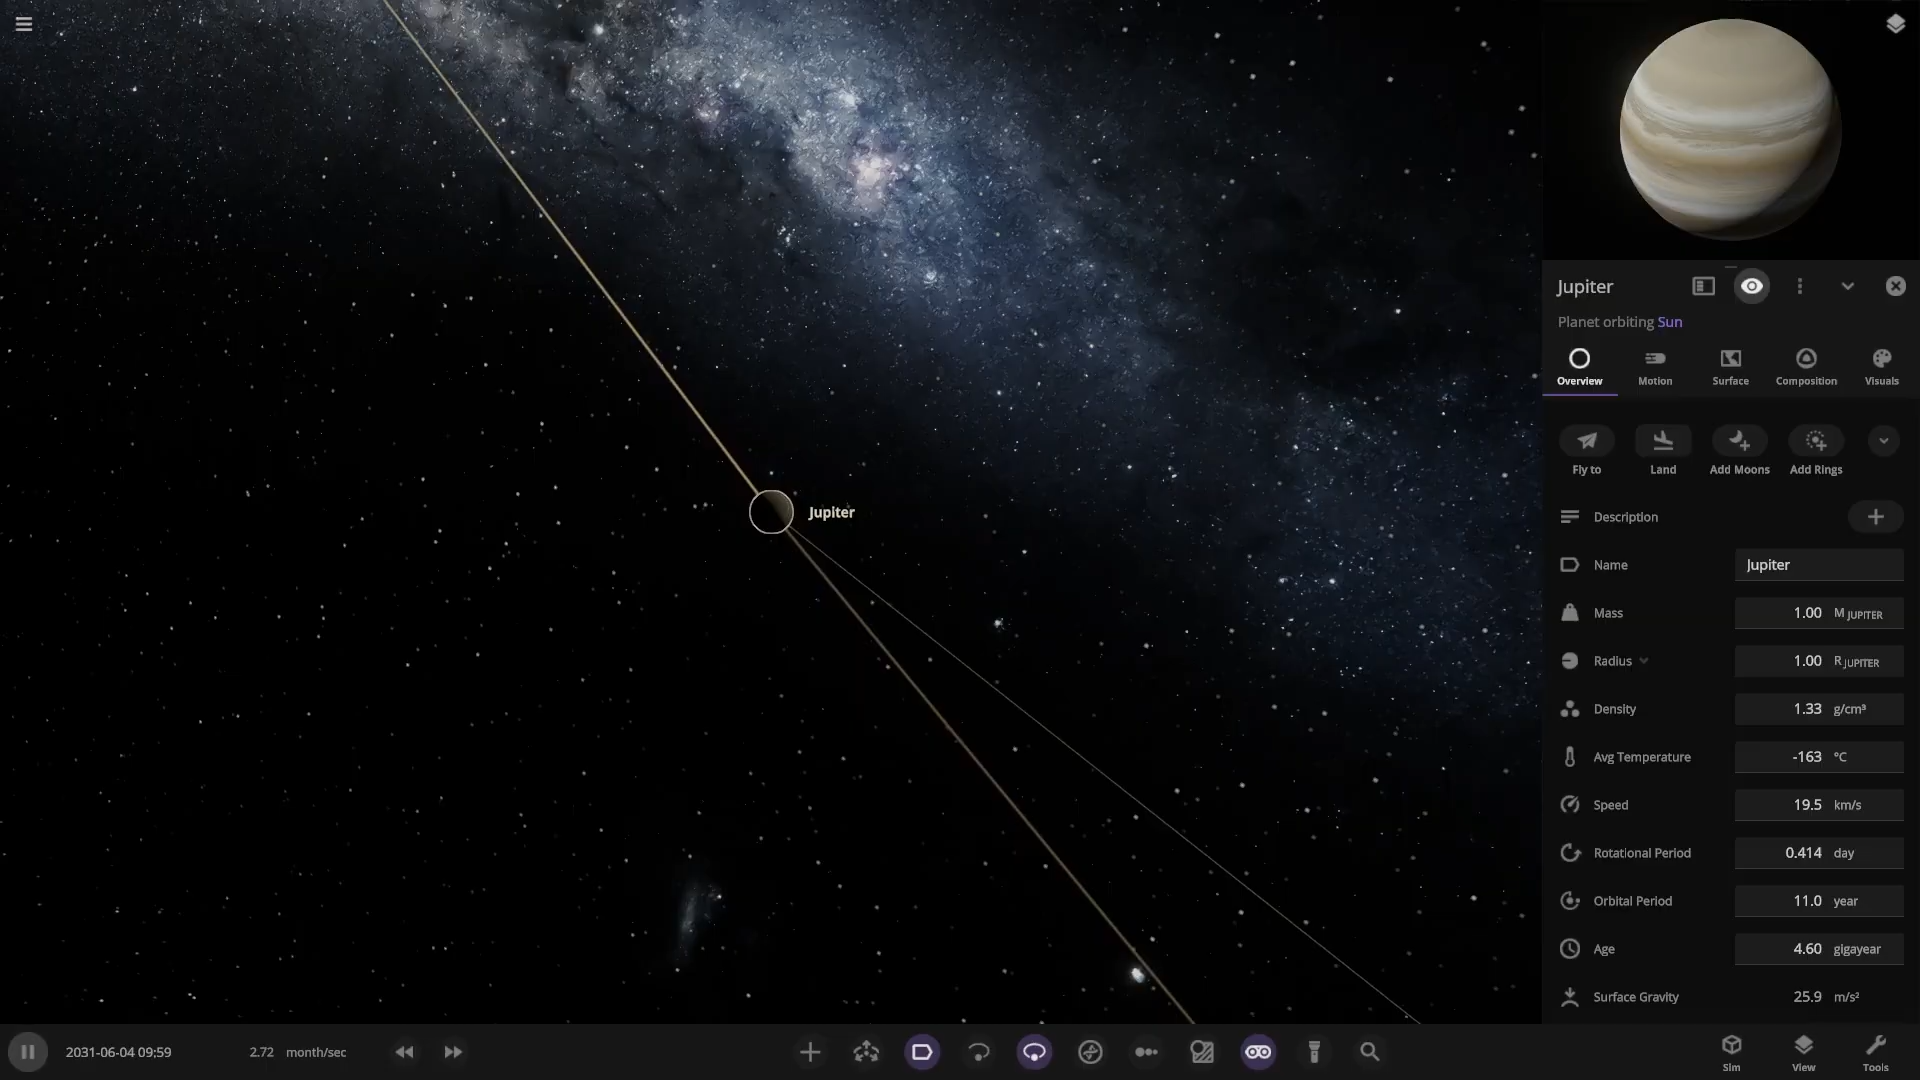 Jupiter
Planet orbiting Sun
Overview Motion Surface Composition Visuals
Fly to Land Add Moons Add Rings
Description
Name Jupiter
Mass 1.00 M JUPITER
Radius 1.00 R JUPITER
Density 1.33 g/cm³
Avg Temperature -163 °C
Speed 19.5 km/s
Rotational Period 0.414 day
Orbital Period 11.0 year
Age 4.60 gigayear
Surface Gravity 25.9 m/s²
Jupiter
2031-06-04 09:59 2.72 month/sec
Sim View Tools